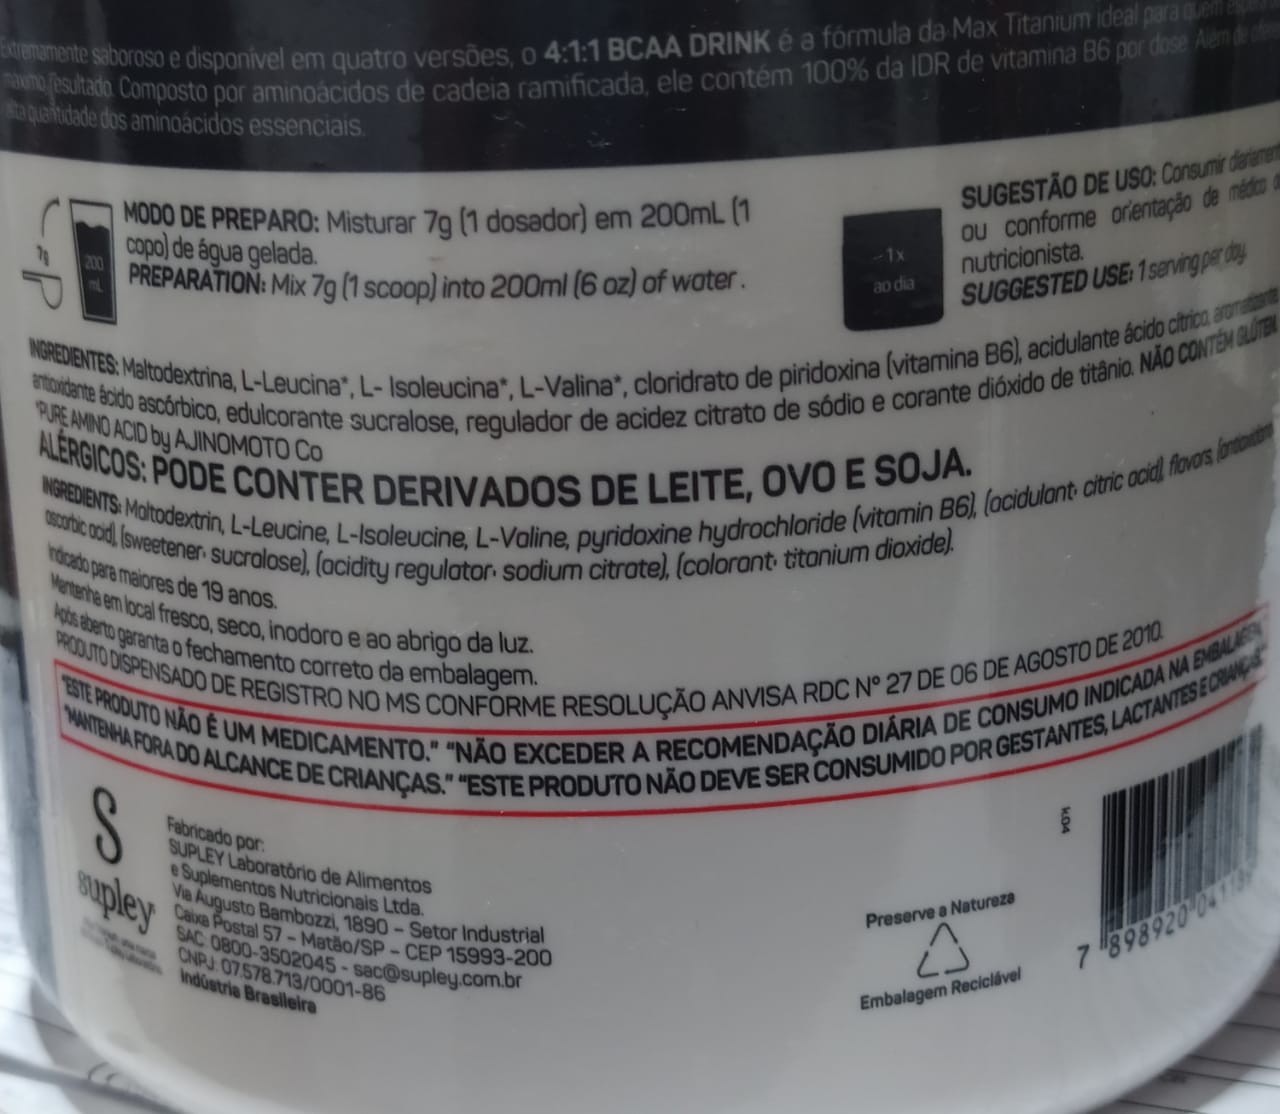 Extremamente saboroso e disponível em quatro versões, o 4:1:1 BCAA DRINK é a fórmula da Max Titanium ideal para quem espera
máximo resultado. Composto por aminoácidos de cadeia ramificada, ele contém 100% da IDR de vitamina B6 por dose. Além de
alta quantidade dos aminoácidos essenciais.
7g
200
mL
MODO DE PREPARO: Misturar 7g (1 dosador) em 200mL (1
copo) de água gelada.
PREPARATION: Mix 7g (1 scoop) into 200ml (6 oz) of water.
1x
ao dia
SUGESTÃO DE USO: Consumir
ou conforme orientação de médico
nutricionista.
SUGGESTED USE: 1 serving per day.
INGREDIENTES: Maltodextrina, L-Leucina*, L- Isoleucina*, L-Valina*, cloridrato de piridoxina (vitamina B6), acidulante ácido cítrico, aromatizante
antioxidante ácido ascórbico, edulcorante sucralose, regulador de acidez citrato de sódio e corante dióxido de titânio. NÃO CONTÉM GLÚTEN
*PURE AMINO ACID by AJINOMOTO Co
ALÉRGICOS: PODE CONTER DERIVADOS DE LEITE, OVO E SOJA.
INGREDIENTS: Maltodextrin, L-Leucine, L-Isoleucine, L-Valine, pyridoxine hydrochloride (vitamin B6), (acidulant: citric acid), flavors,
ascorbic acid), (sweetener: sucralose), (acidity regulator: sodium citrate), (colorant: titanium dioxide).
Indicado para maiores de 19 anos.
Mantenha em local fresco, seco, inodoro e ao abrigo da luz.
Após aberto garanta o fechamento correto da embalagem.
PRODUTO DISPENSADO DE REGISTRO NO MS CONFORME RESOLUÇÃO ANVISA RDC Nº 27 DE 06 DE AGOSTO DE 2010.
"ESTE PRODUTO NÃO É UM MEDICAMENTO." "NÃO EXCEDER A RECOMENDAÇÃO DIÁRIA DE CONSUMO INDICADA NA EMBALAGEM."
"MANTENHA FORA DO ALCANCE DE CRIANÇAS." "ESTE PRODUTO NÃO DEVE SER CONSUMIDO POR GESTANTES, LACTANTES E CRIANÇAS."
S
supley
Fabricado por:
SUPLEY Laboratório de Alimentos
e Suplementos Nutricionais Ltda.
Via Augusto Bambozzi, 1890 - Setor Industrial
Caixa Postal 57 - Matão/SP - CEP 15993-200
SAC: 0800-3502045 - sac@supley.com.br
CNPJ: 07.578.713/0001-86
Indústria Brasileira
Preserve a Natureza
Embalagem Reciclável
K04
7 898920 04118